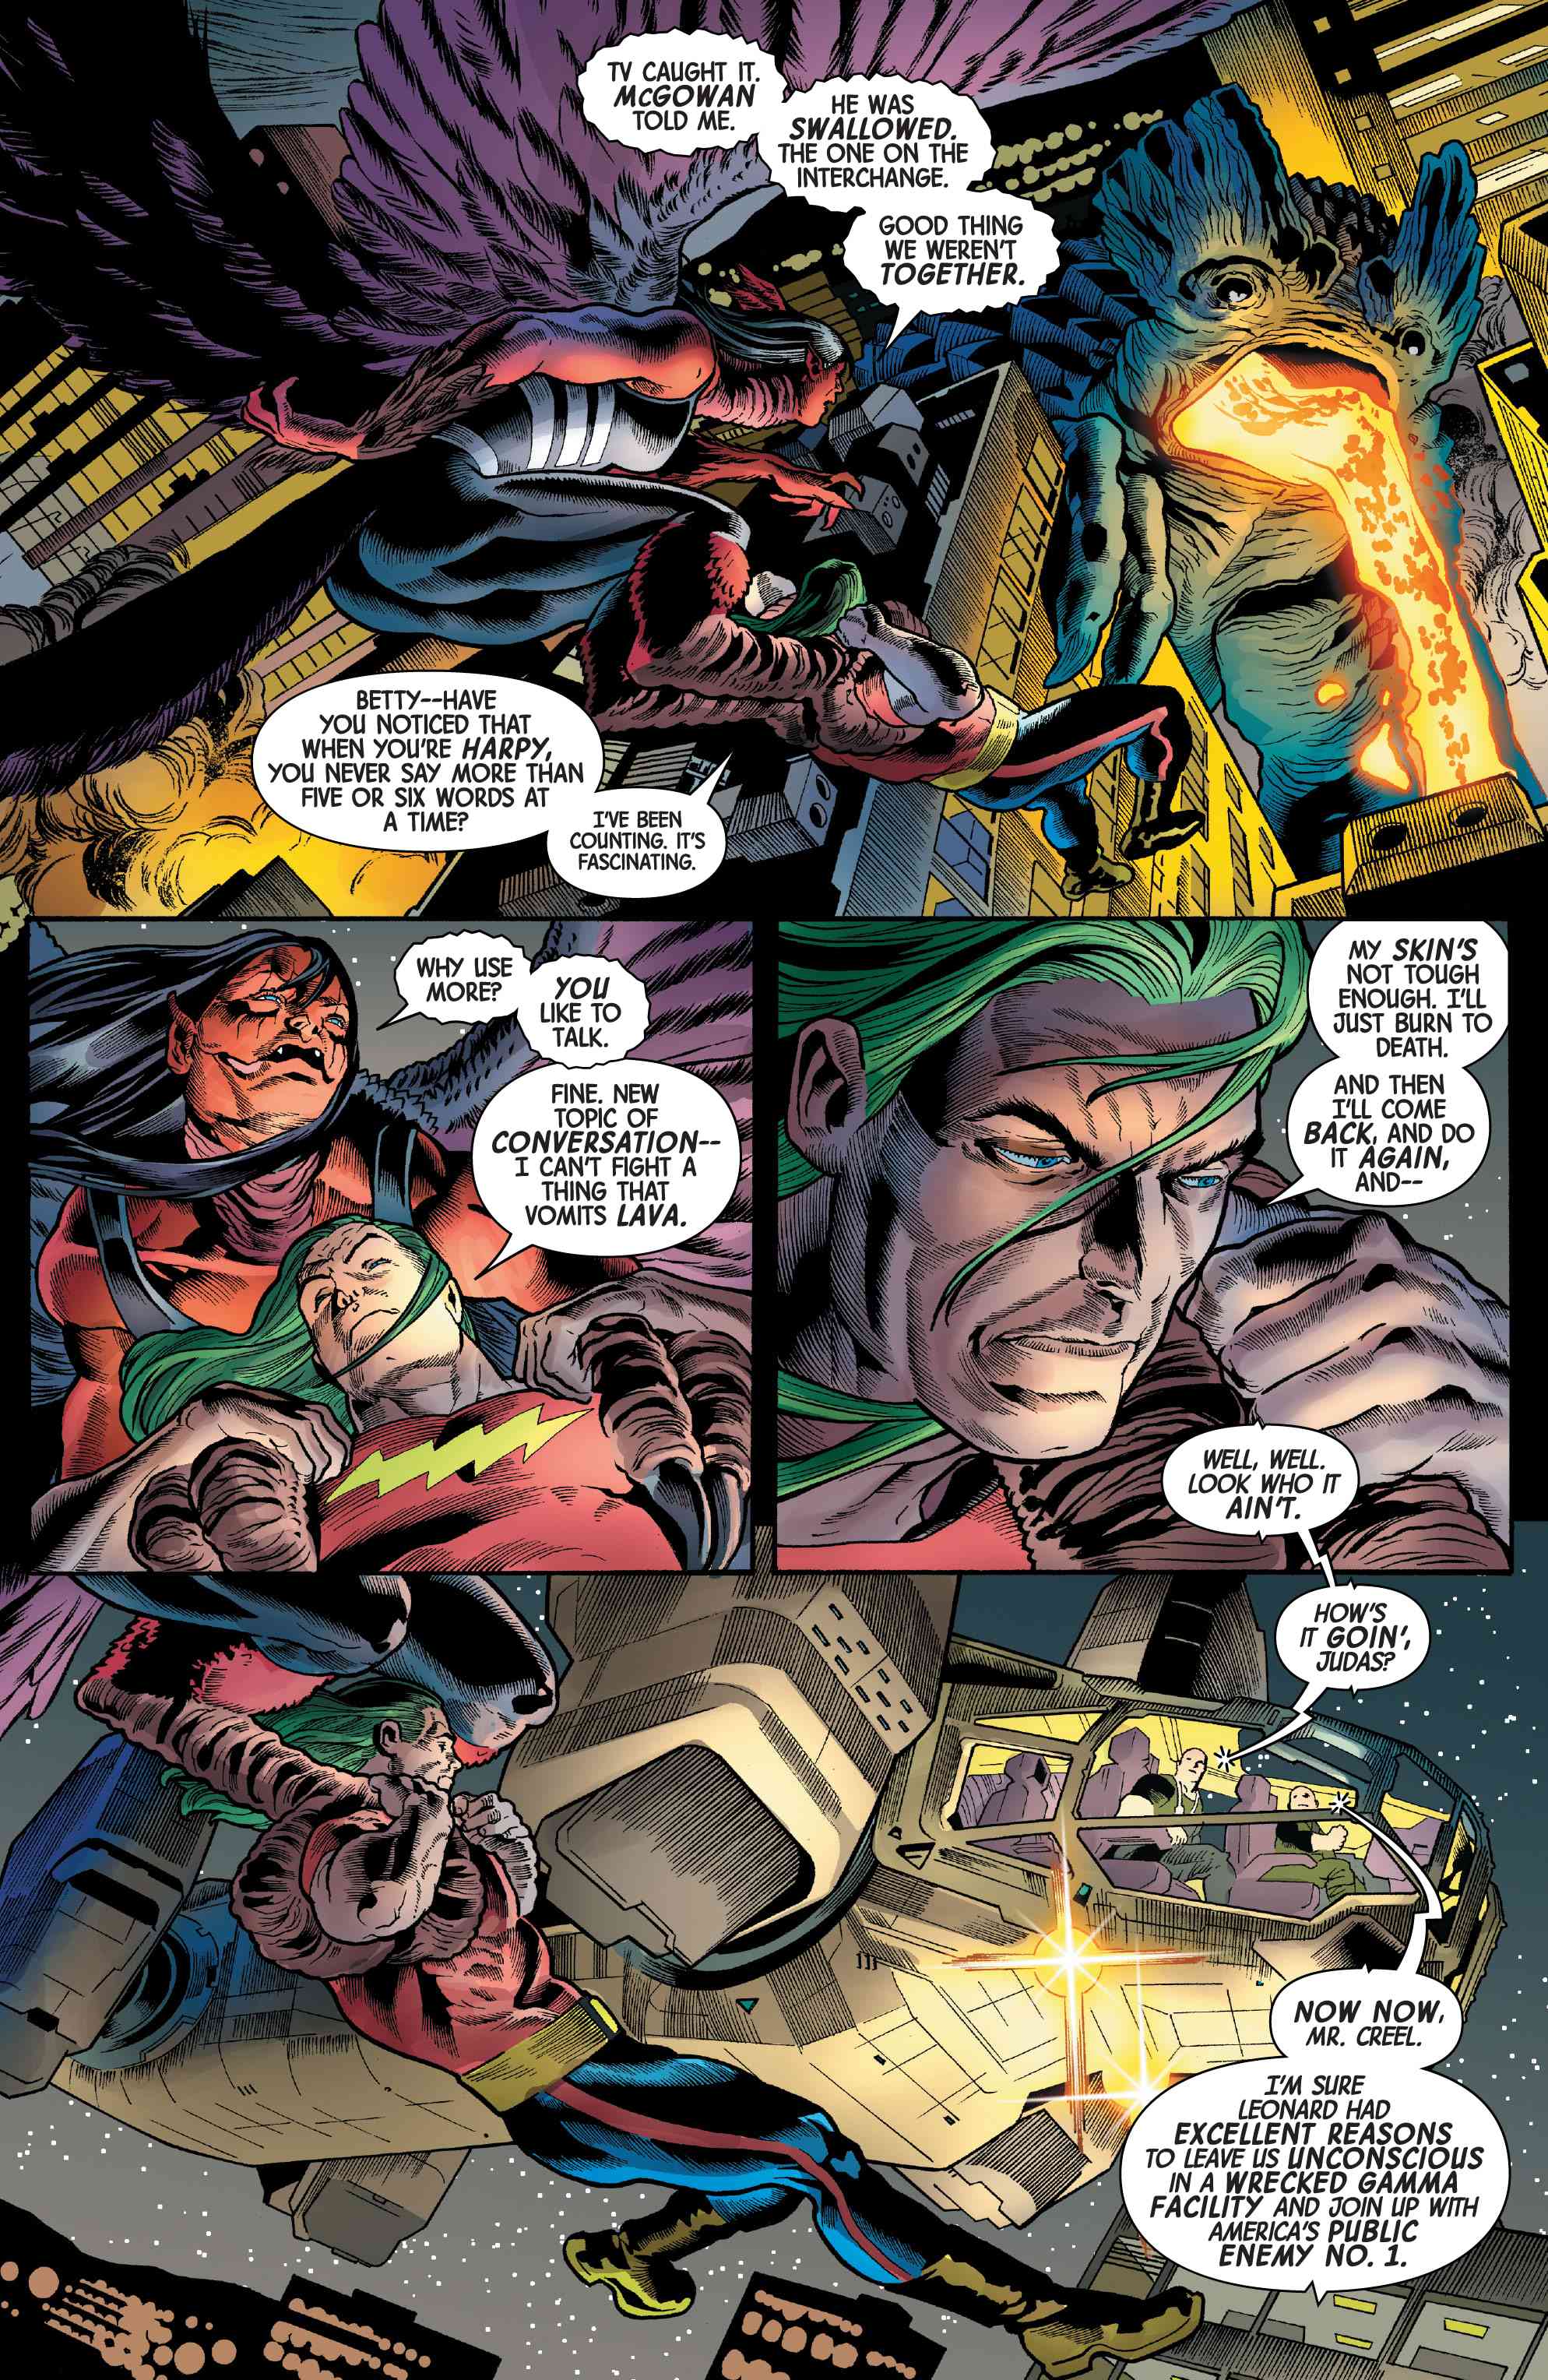 TV CAUGHT IT.
McGOWAN
TOLD ME.
HE WAS
SWALLOWED.
THE ONE ON THE
INTERCHANGE.
GOOD THING
WE WEREN'T
TOGETHER.
BETTY--HAVE
YOU NOTICED THAT
WHEN YOU'RE HARPY,
YOU NEVER SAY MORE THAN
FIVE OR SIX WORDS AT
A TIME?
I'VE BEEN
COUNTING. IT'S
FASCINATING.
WHY USE
MORE?
YOU
LIKE TO
TALK.
FINE. NEW
TOPIC OF
CONVERSATION--
I CAN'T FIGHT A
THING THAT
VOMITS LAVA.
MY SKIN'S
NOT TOUGH
ENOUGH. I'LL
JUST BURN TO
DEATH.
AND THEN
I'LL COME
BACK, AND DO
IT AGAIN,
AND--
WELL, WELL.
LOOK WHO IT
AIN'T.
HOW'S
IT GOIN',
JUDAS?
NOW NOW,
MR. CREEL.
I'M SURE
LEONARD HAD
EXCELLENT REASONS
TO LEAVE US UNCONSCIOUS
IN A WRECKED GAMMA
FACILITY AND JOIN UP WITH
AMERICA'S PUBLIC
ENEMY NO. 1.